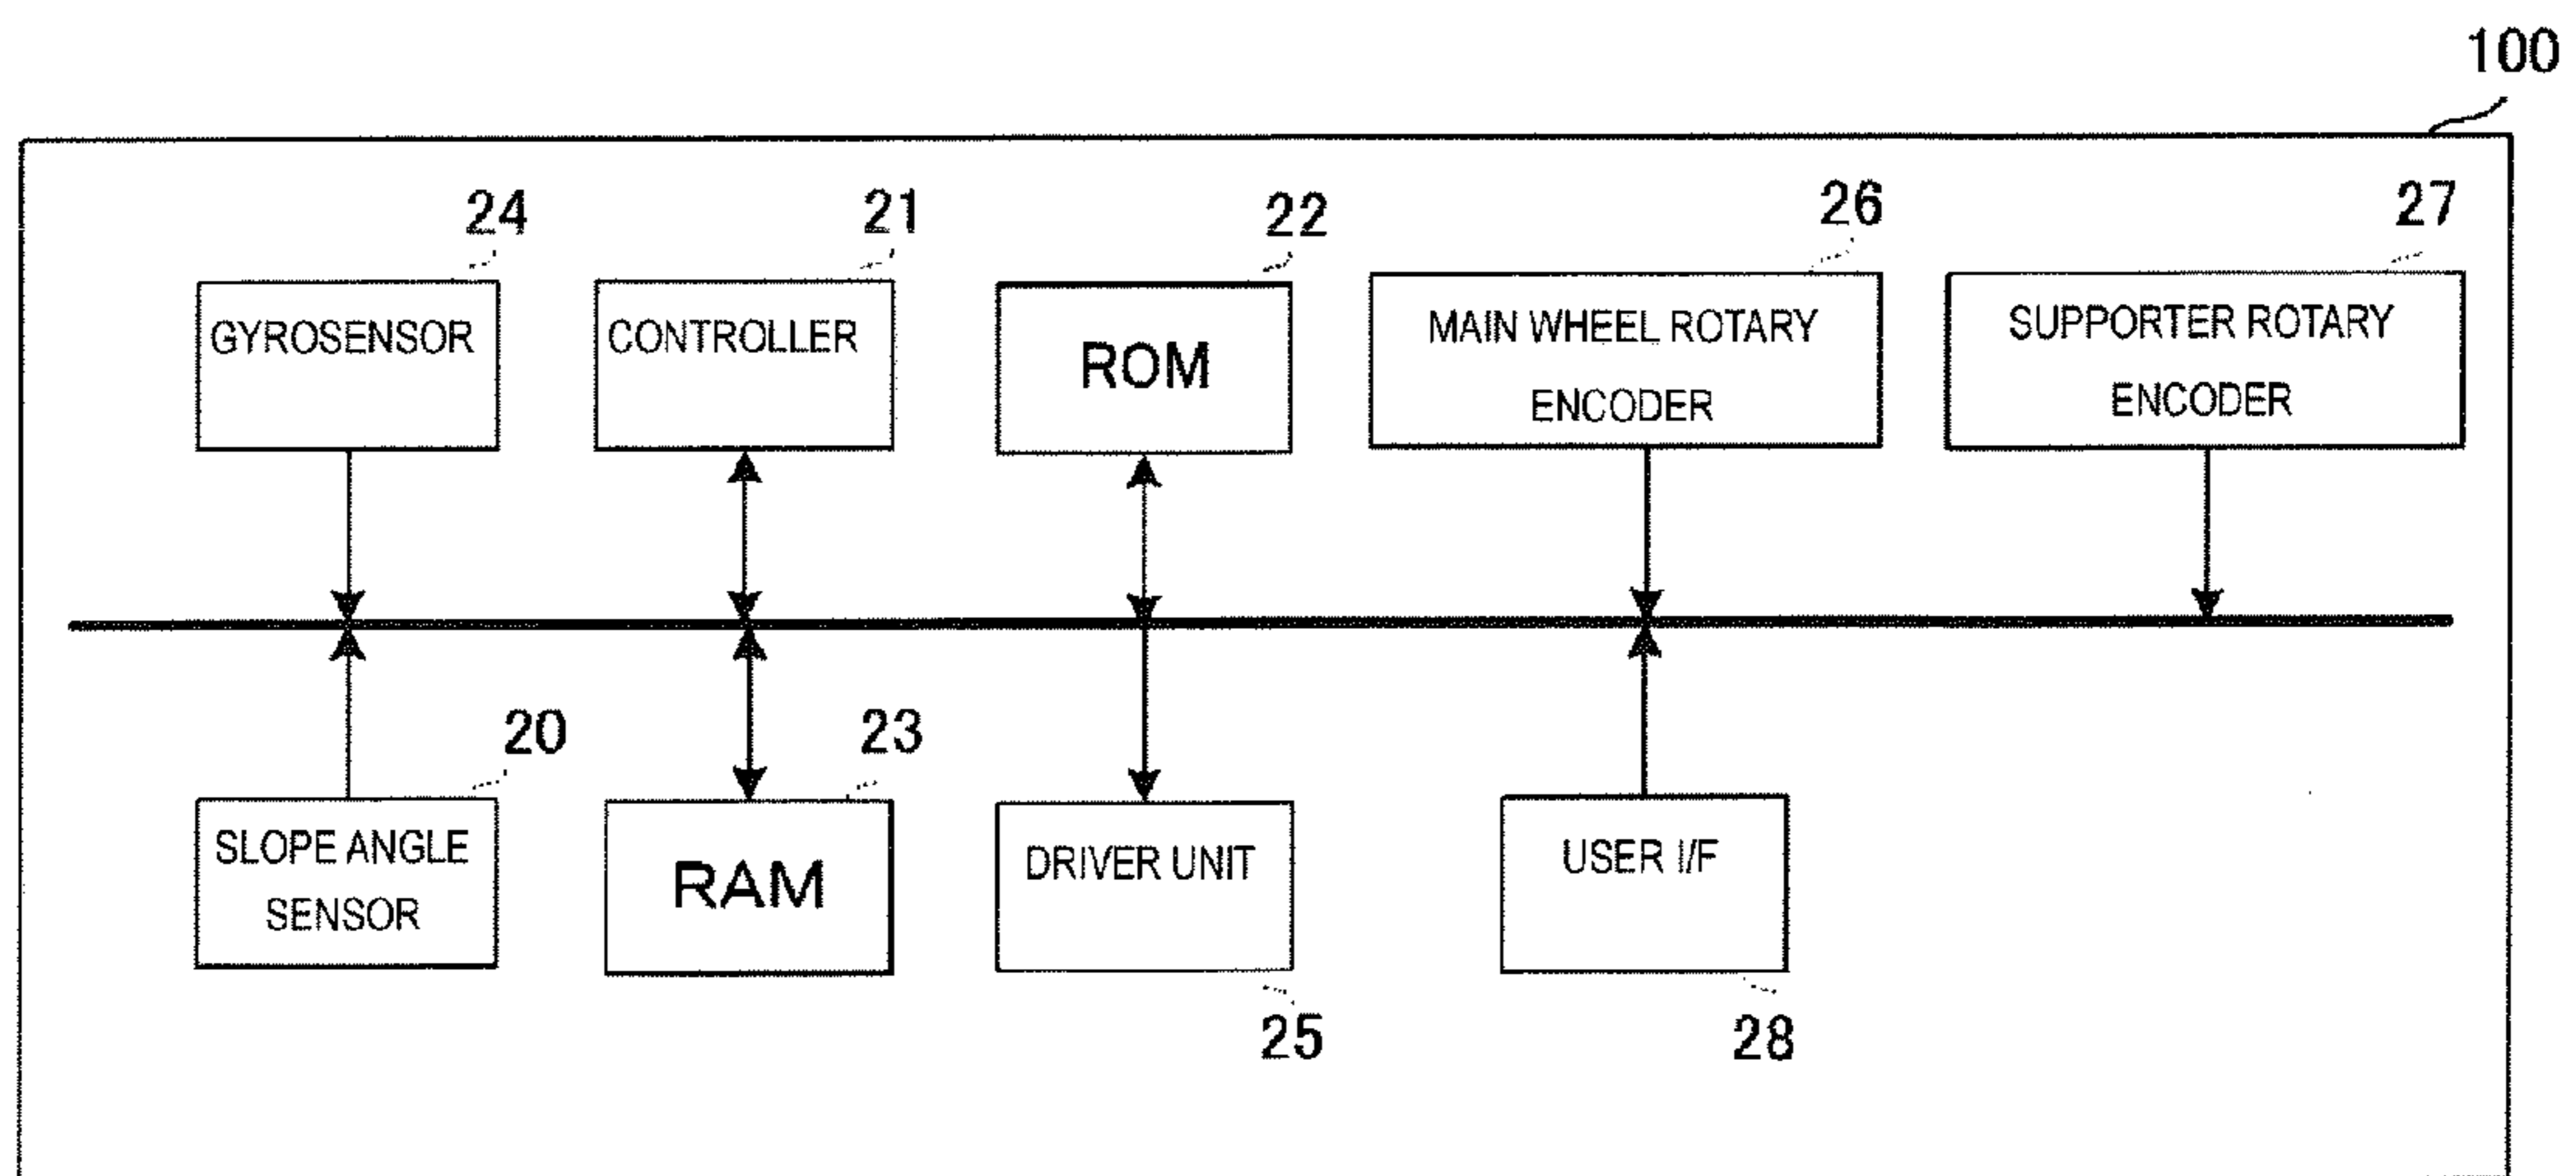 100
24
21
22
26
27
GYROSENSOR
CONTROLLER
ROM
MAIN WHEEL ROTARY
ENCODER
SUPPORTER ROTARY
ENCODER
20
23
SLOPE ANGLE
SENSOR
RAM
DRIVER UNIT
USER I/F
25
28